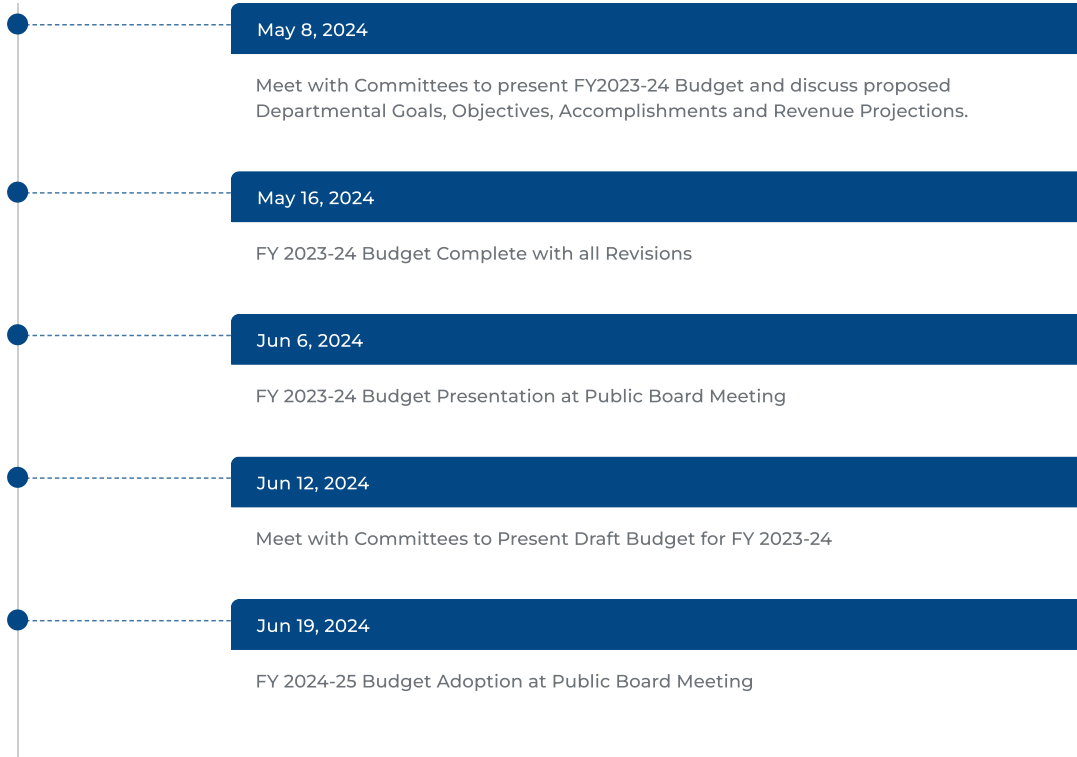 May 8, 2024
Meet with Committees to present FY2023-24 Budget and discuss proposed
Departmental Goals, Objectives, Accomplishments and Revenue Projections.
May 16, 2024
FY 2023-24 Budget Complete with all Revisions
Jun 6, 2024
FY 2023-24 Budget Presentation at Public Board Meeting
Jun 12, 2024
Meet with Committees to Present Draft Budget for FY 2023-24
Jun 19, 2024
FY 2024-25 Budget Adoption at Public Board Meeting